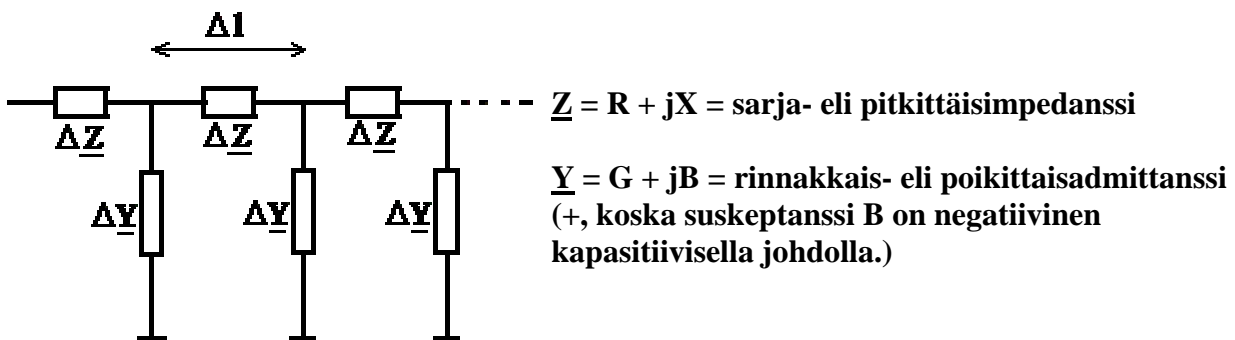 Δl
ΔZ ΔZ ΔZ
Z = R + jX = sarja- eli pitkittäisimpedanssi
ΔY ΔY ΔY
Y = G + jB = rinnakkais- eli poikittaisadmittanssi
(+, koska suskeptanssi B on negatiivinen
kapasitiivisella johdolla.)